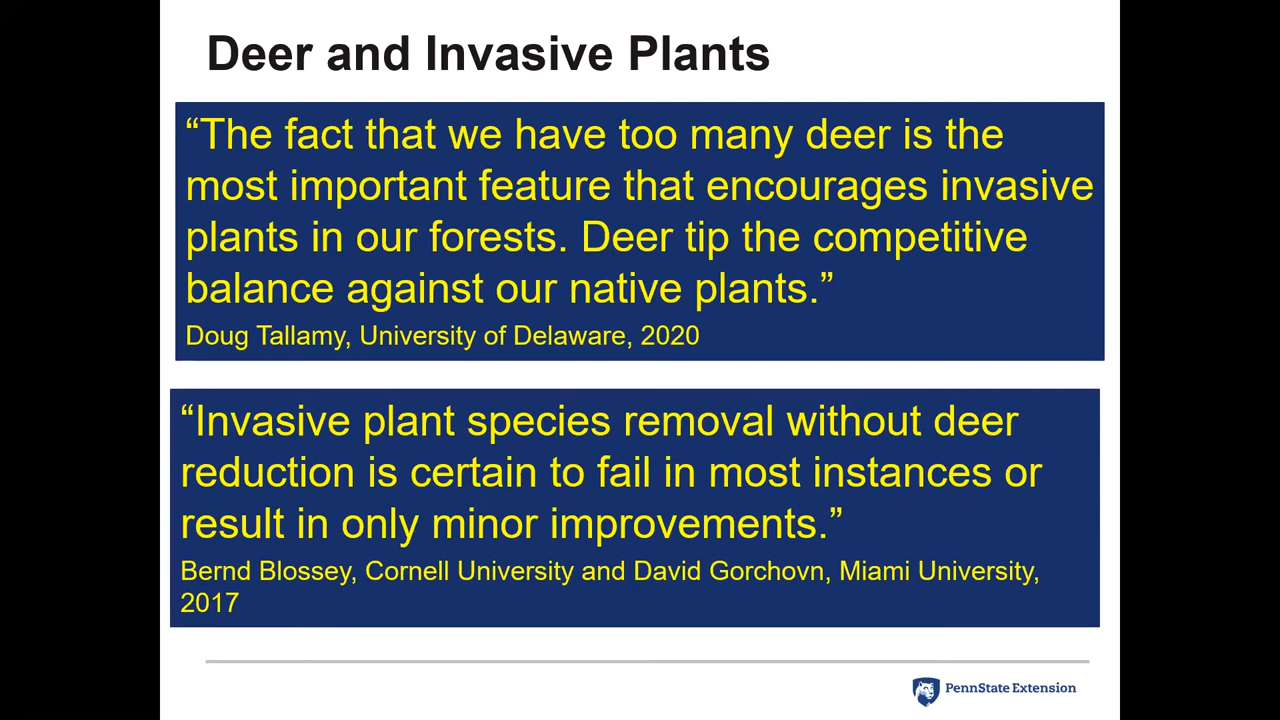 Deer and Invasive Plants
“The fact that we have too many deer is the
most important feature that encourages invasive
plants in our forests. Deer tip the competitive
balance against our native plants.”
Doug Tallamy, University of Delaware, 2020
“Invasive plant species removal without deer
reduction is certain to fail in most instances or
result in only minor improvements.”
Bernd Blossey, Cornell University and David Gorchovn, Miami University,
2017
PennState Extension